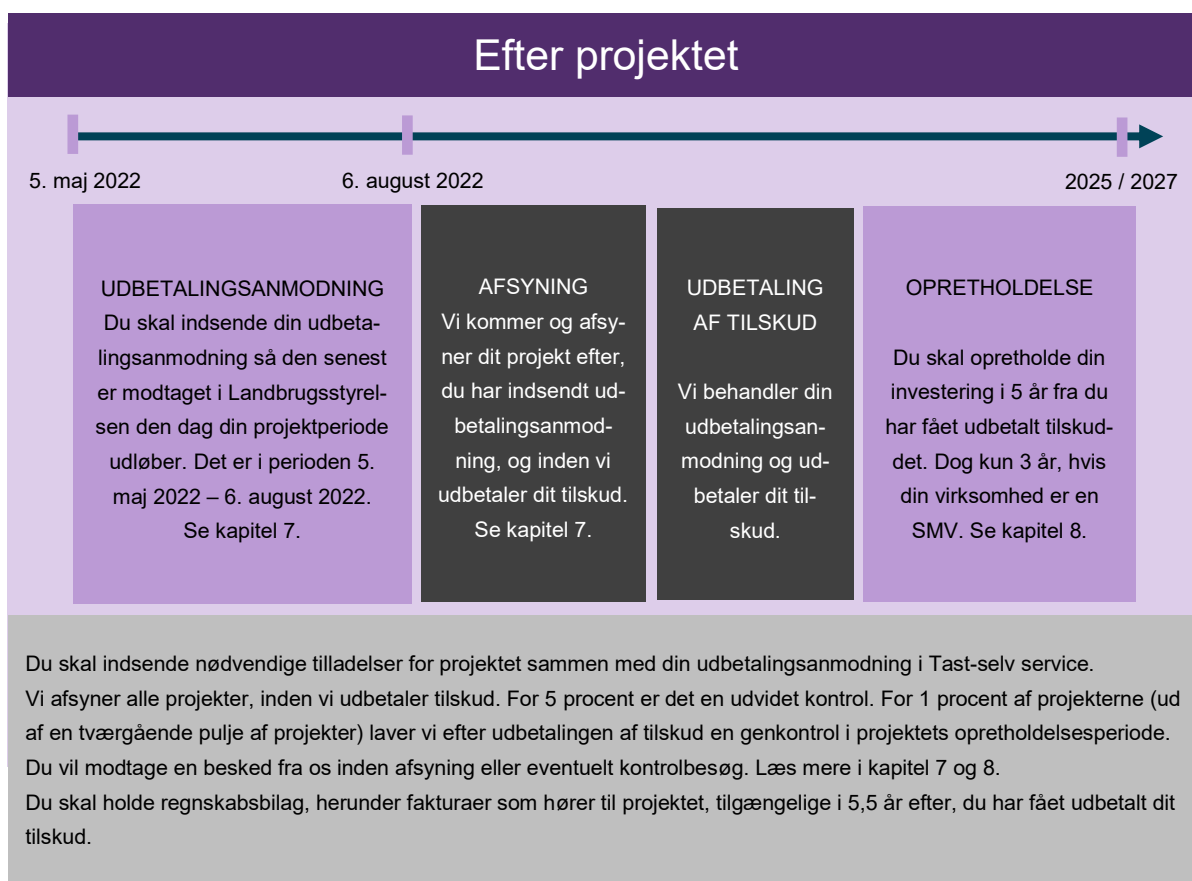 Efter projektet
5. maj 2022
6. august 2022
2025 / 2027
UDBETALINGSANMODNING
Du skal indsende din udbeta-
lingsanmodning så den senest
er modtaget i Landbrugsstyrel-
sen den dag din projektperiode
udløber. Det er i perioden 5.
maj 2022 – 6. august 2022.
Se kapitel 7.
AFSYNING
Vi kommer og afsy-
ner dit projekt efter,
du har indsendt ud-
betalingsanmod-
ning, og inden vi
udbetaler dit tilskud.
Se kapitel 7.
UDBETALING
AF TILSKUD
Vi behandler din
udbetalingsan-
modning og ud-
betaler dit til-
skud.
OPRETHOLDELSE
Du skal opretholde din
investering i 5 år fra du
har fået udbetalt tilskud-
det. Dog kun 3 år, hvis
din virksomhed er en
SMV. Se kapitel 8.
Du skal indsende nødvendige tilladelser for projektet sammen med din udbetalingsanmodning i Tast-selv service.
Vi afsyner alle projekter, inden vi udbetaler tilskud. For 5 procent er det en udvidet kontrol. For 1 procent af projekterne (ud
af en tværgående pulje af projekter) laver vi efter udbetalingen af tilskud en genkontrol i projektets opretholdelsesperiode.
Du vil modtage en besked fra os inden afsyning eller eventuelt kontrolbesøg. Læs mere i kapitel 7 og 8.
Du skal holde regnskabsbilag, herunder fakturaer som hører til projektet, tilgængelige i 5,5 år efter, du har fået udbetalt dit
tilskud.